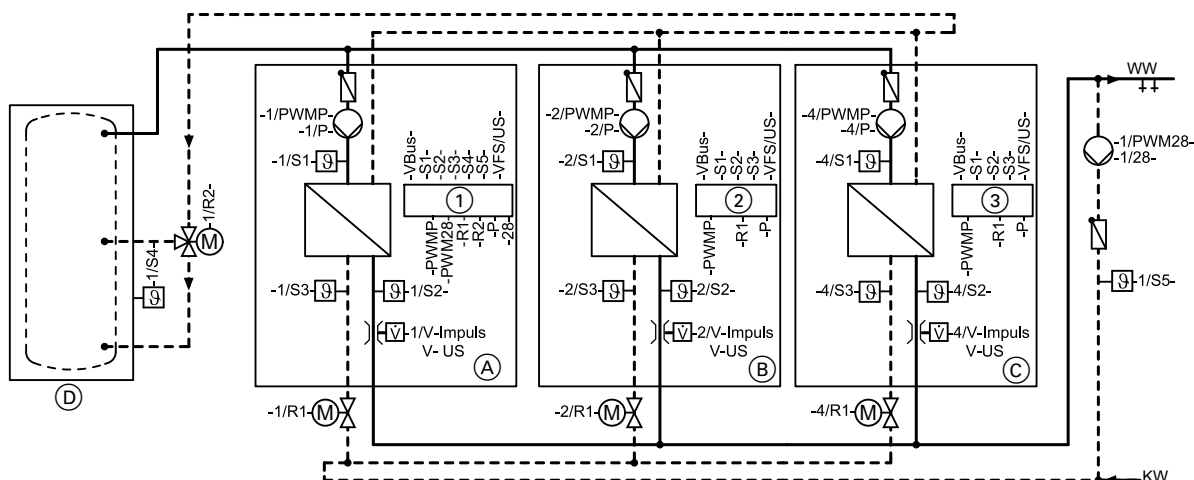 WW
-1/PWMP-
-1/P-
-VBus-
-S1-
-S2-
-S3-
-S4-
-S5-
-VFS/US-
-2/PWMP-
-2/P-
-VBus-
-S1-
-S2-
-S3-
-VFS/US-
-4/PWMP-
-4/P-
-VBus-
-S1-
-S2-
-S3-
-VFS/US-
-1/PWM28-
-1/28-
-1/S1-
ϑ
-2/S1-
ϑ
-4/S1-
ϑ
1
2
3
-1/R2-
M
-PWMP-
-PWM28-
-R1-
-R2-
-P-
-28-
-PWMP-
-R1-
-P-
-PWMP-
-R1-
-P-
-1/S4-
ϑ
-1/S3-
ϑ
ϑ
-1/S2-
-2/S3-
ϑ
ϑ
-2/S2-
-4/S3-
ϑ
ϑ
-4/S2-
ϑ
-1/S5-
V̇
-1/V-Impuls
V- US
V̇
-2/V-Impuls
V-US
V̇
-4/V-Impuls
V-US
A
B
C
D
-1/R1-
M
-2/R1-
M
-4/R1-
M
KW